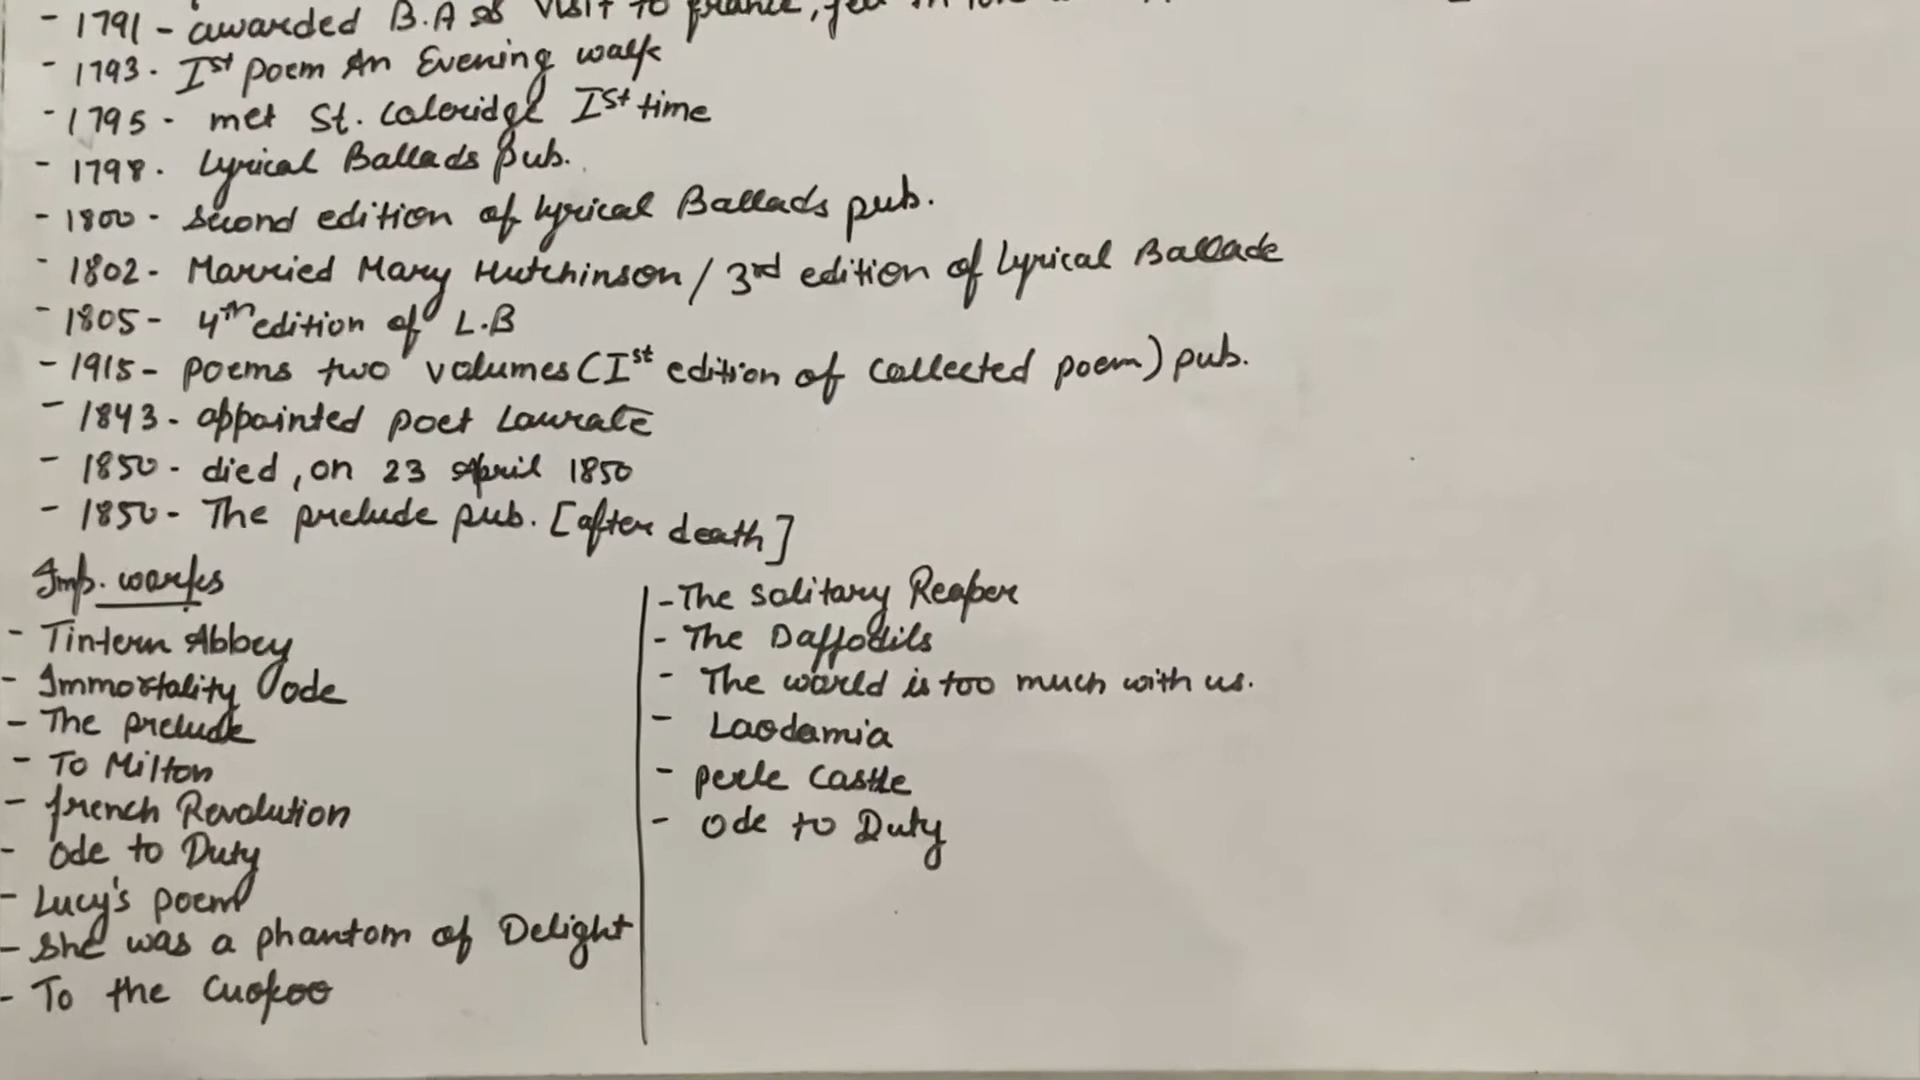 - 1791 - awarded B.A visit to france,
- 1793. Ist poem An Evening walk
- 1795 - met St. Coleridge Ist time
- 1798. Lyrical Ballads pub.
- 1800 - second edition of lyrical Ballads pub.
- 1802 - Married Mary Hutchinson / 3rd edition of Lyrical Ballade
- 1805 - 4th edition of L.B
- 1915 - poems two volumes (Ist edition of collected poem) pub.
- 1843 - appointed poet Laurate
- 1850 - died, on 23 April 1850
- 1850 - The prelude pub. [after death]
Imp. works
- Tintern Abbey
- Immortality ode
- The prelude
- To Milton
- french Revolution
- ode to Duty
- Lucy's poem
- She was a phantom of Delight
- To the Cuokoo
- The Solitary Reaper
- The Daffodils
- The world is too much with us.
- Laodamia
- peele Castle
- ode to Duty